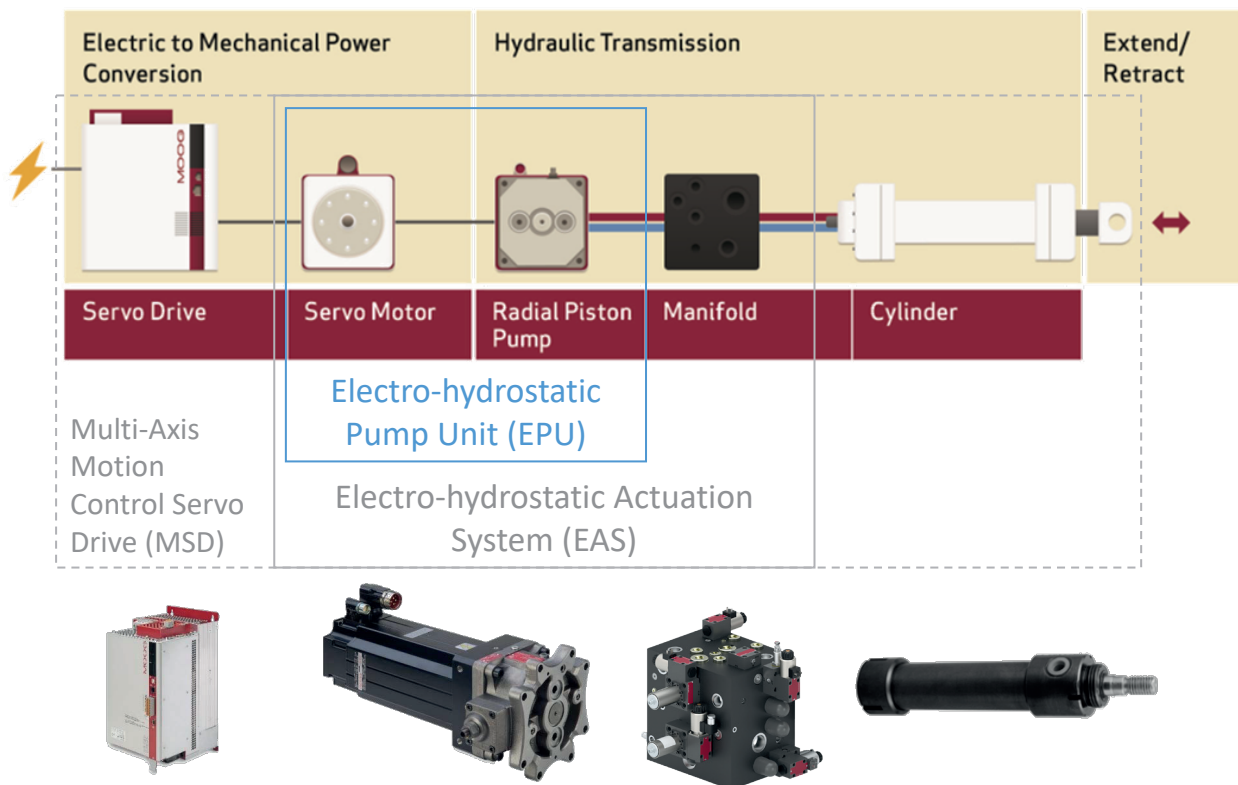 Electric to Mechanical Power
Conversion
Hydraulic Transmission
Extend/
Retract
MOOG
Servo Drive
Servo Motor
Radial Piston
Pump
Manifold
Cylinder
Electro-hydrostatic
Pump Unit (EPU)
Multi-Axis
Motion
Control Servo
Drive (MSD)
Electro-hydrostatic Actuation
System (EAS)
MOOG